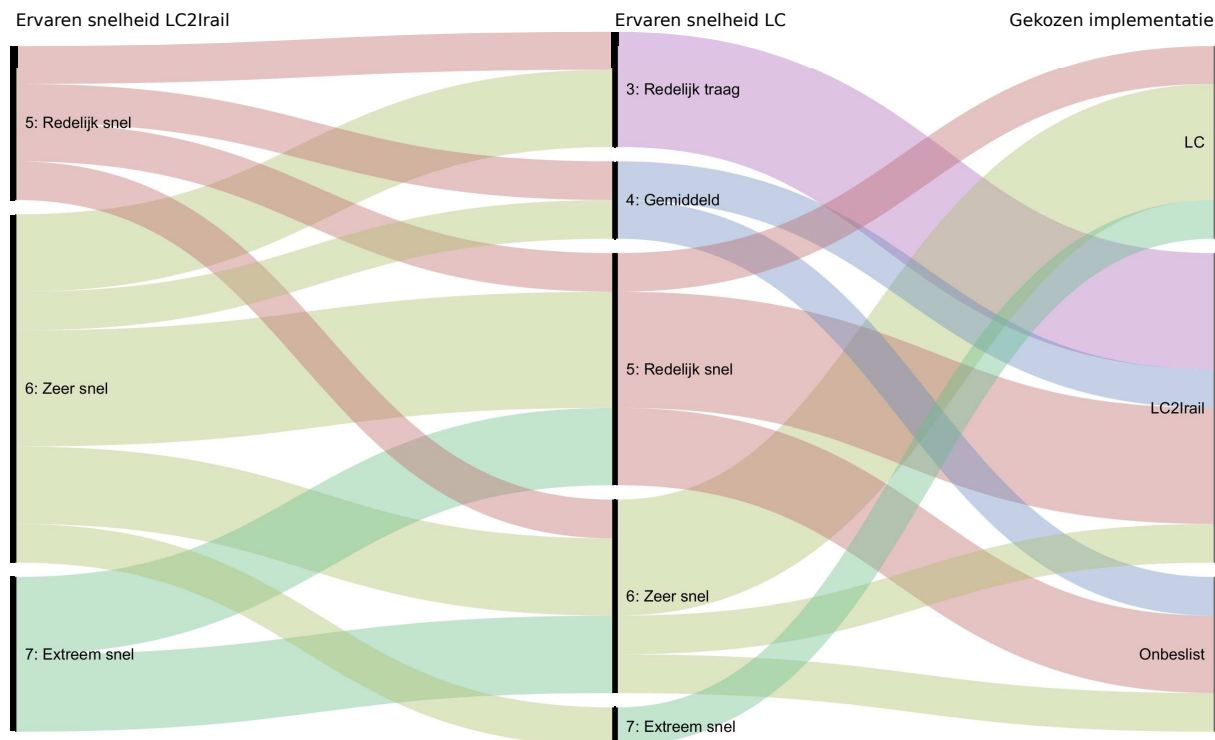 Ervaren snelheid LC2Irail
Ervaren snelheid LC
Gekozen implementatie
5: Redelijk snel
6: Zeer snel
7: Extreem snel
3: Redelijk traag
4: Gemiddeld
5: Redelijk snel
6: Zeer snel
7: Extreem snel
LC
LC2Irail
Onbeslist